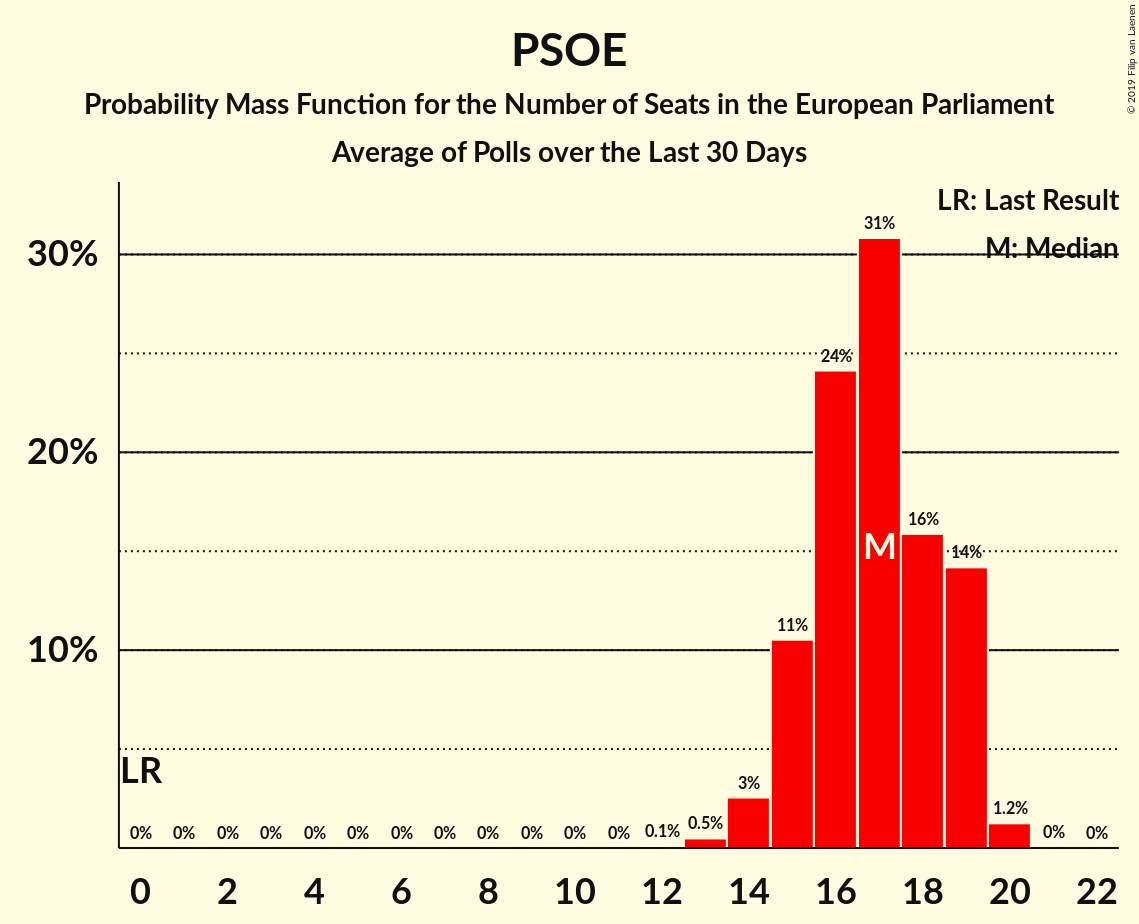 PSOE
Probability Mass Function for the Number of Seats in the European Parliament
Average of Polls over the Last 30 Days
© 2019 Filip van Laenen
LR: Last Result
M: Median
30%
20%
10%
31%
24%
16%
14%
11%
3%
1.2%
0.5%
0.1%
M
LR
0% 0% 0% 0% 0% 0% 0% 0% 0% 0% 0% 0% 0% 0%
0 2 4 6 8 10 12 14 16 18 20 22